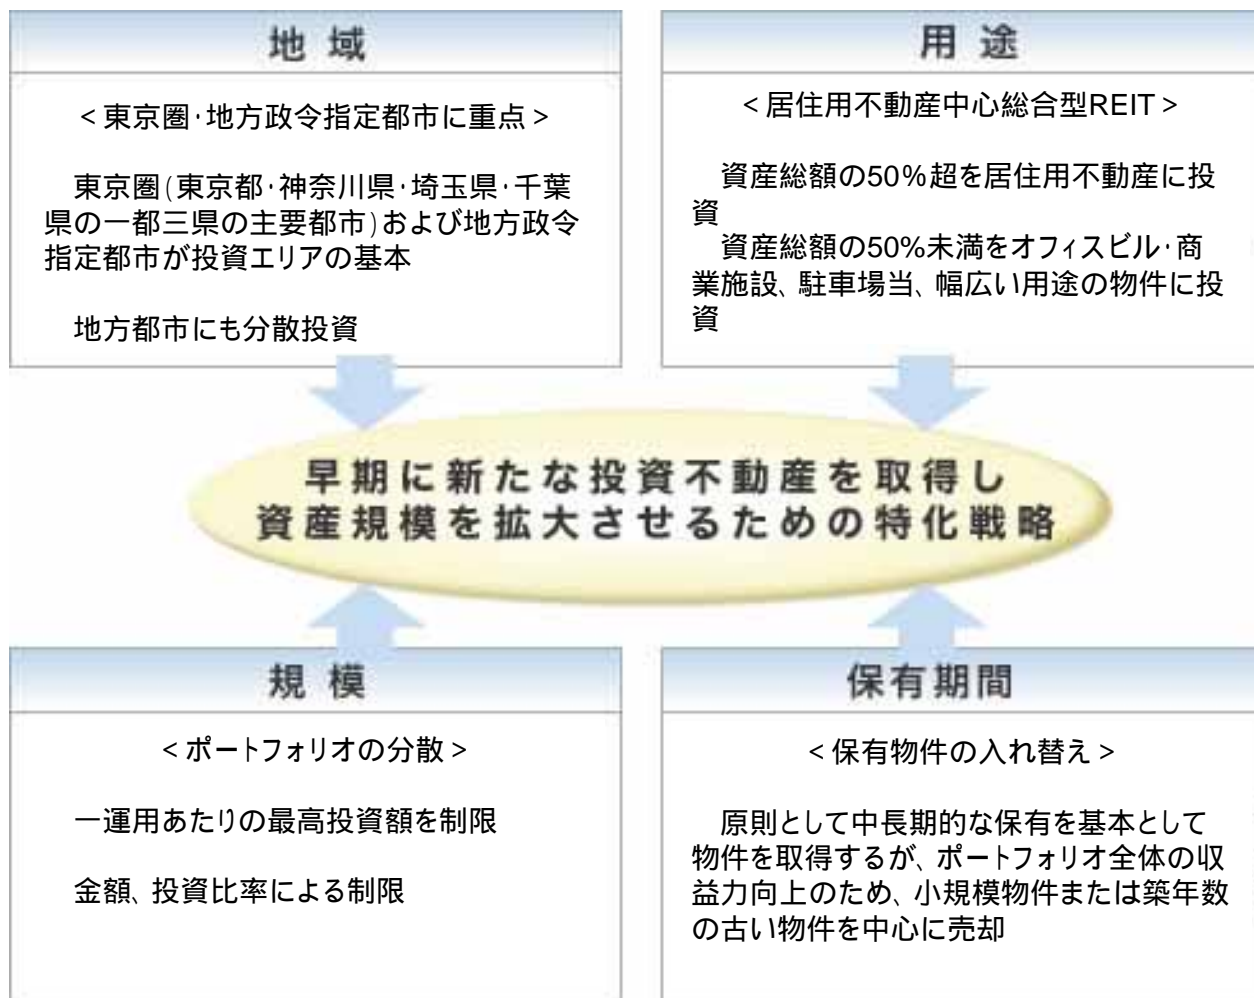 地域
<東京圏・地方政令指定都市に重点>
東京圏(東京都・神奈川県・埼玉県・千葉
県の一都三県の主要都市)および地方政令
指定都市が投資エリアの基本
地方都市にも分散投資
用途
<居住用不動産中心総合型REIT>
資産総額の50%超を居住用不動産に投
資
資産総額の50%未満をオフィスビル・商
業施設、駐車場当、幅広い用途の物件に投
資
早期に新たな投資不動産を取得し
資産規模を拡大させるための特化戦略
規模
<ポートフォリオの分散>
一運用あたりの最高投資額を制限
金額、投資比率による制限
保有期間
<保有物件の入れ替え>
原則として中長期的な保有を基本として
物件を取得するが、ポートフォリオ全体の収
益力向上のため、小規模物件または築年数
の古い物件を中心に売却